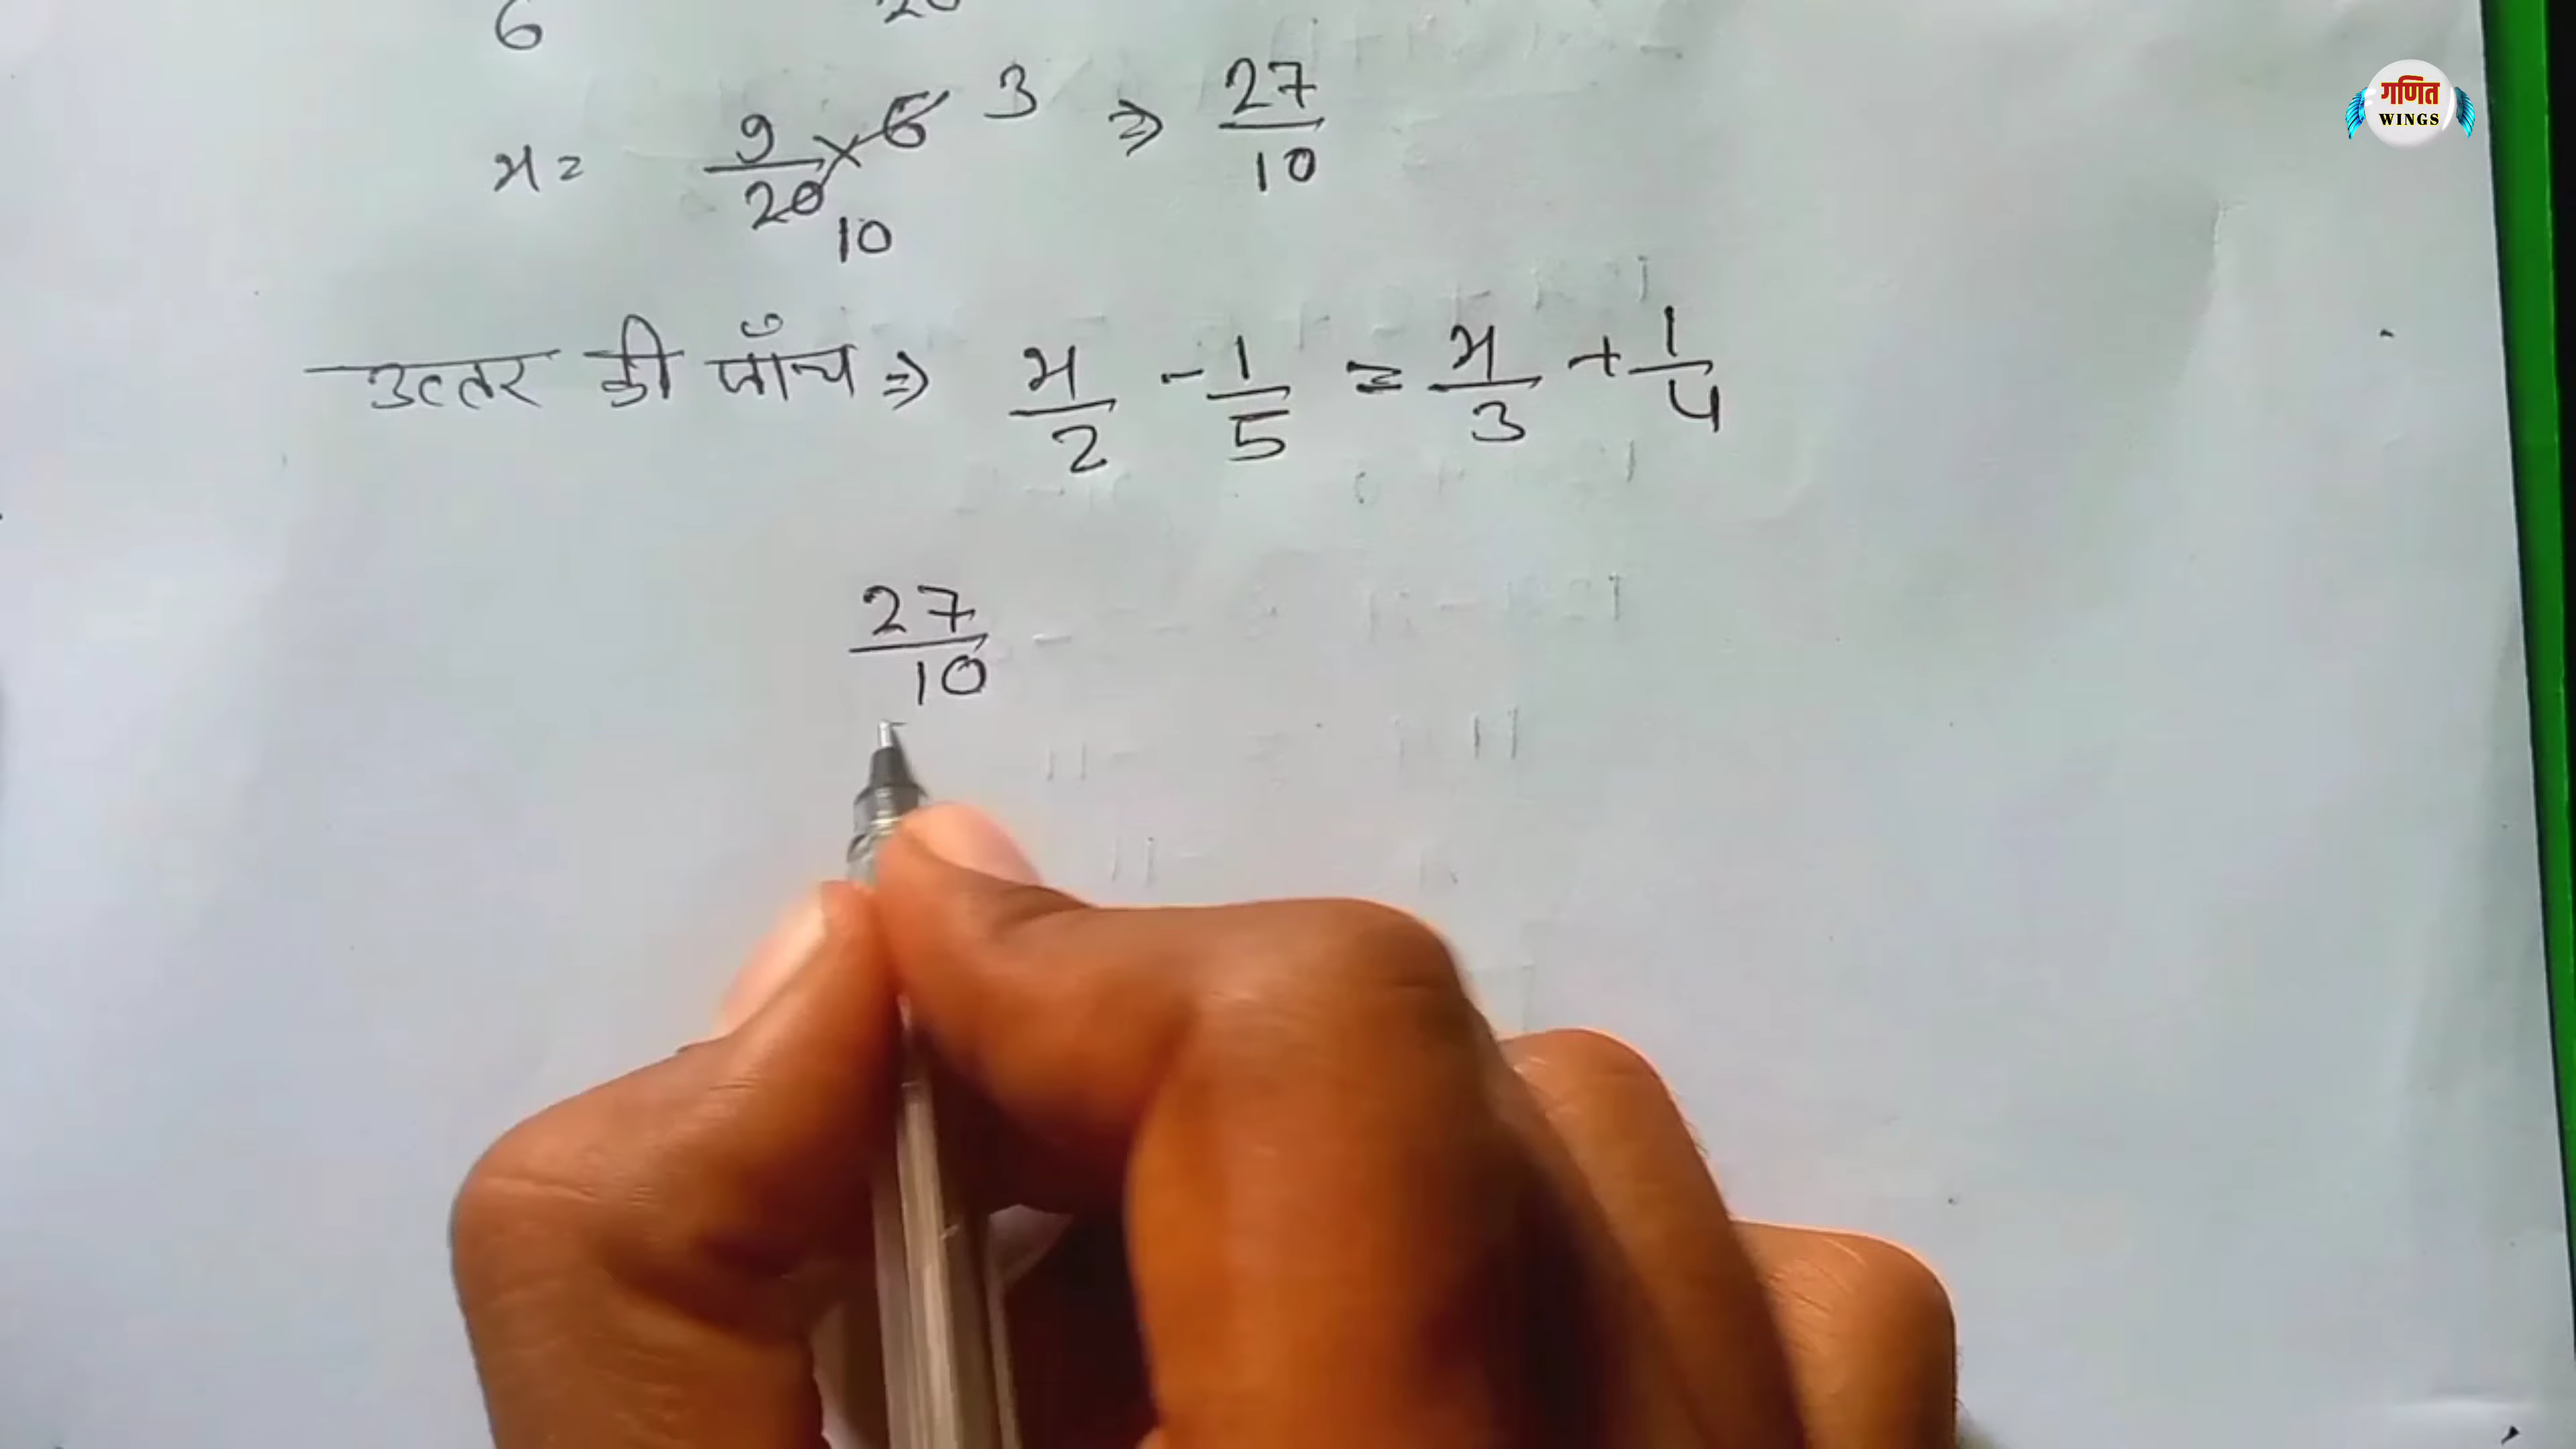 6 20
x = 9/20 × 6 3 ⇒ 27/10
10
उत्तर की जाँच ⇒ x/2 - 1/5 = x/3 + 1/4
27/10
गणित
WINGS